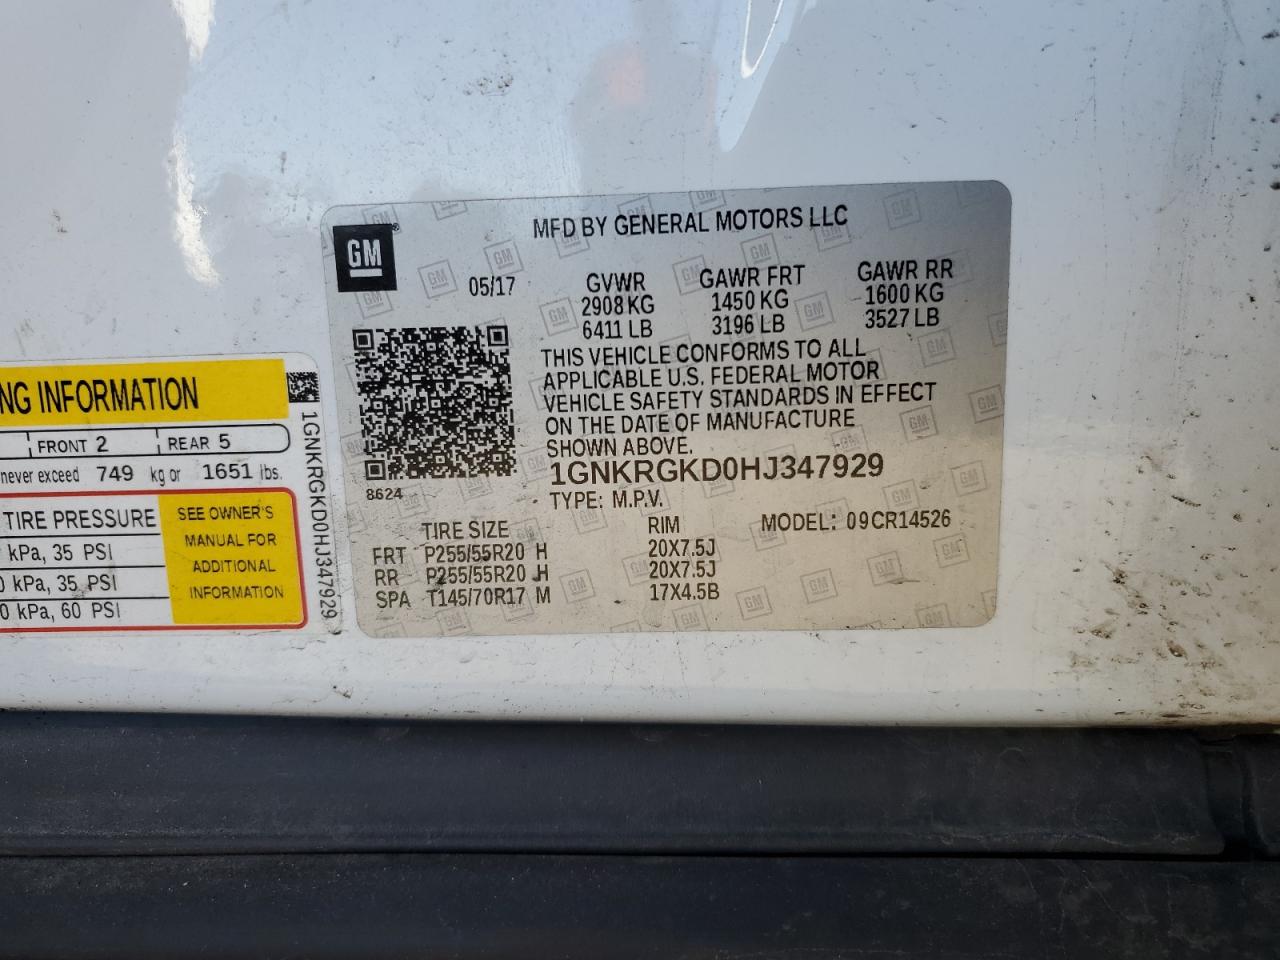 NG INFORMATION
FRONT 2 REAR 5
never exceed 749 kg or 1651 lbs.
TIRE PRESSURE
kPa, 35 PSI
0 kPa, 35 PSI
0 kPa, 60 PSI
SEE OWNER'S
MANUAL FOR
ADDITIONAL
INFORMATION
1GNKRGKD0HJ347929
GM
MFD BY GENERAL MOTORS LLC
05/17
GVWR GAWR FRT GAWR RR
2908 KG 1450 KG 1600 KG
6411 LB 3196 LB 3527 LB
THIS VEHICLE CONFORMS TO ALL
APPLICABLE U.S. FEDERAL MOTOR
VEHICLE SAFETY STANDARDS IN EFFECT
ON THE DATE OF MANUFACTURE
SHOWN ABOVE.
1GNKRGKD0HJ347929
8624
TYPE: M.P.V.
MODEL: 09CR14526
TIRE SIZE RIM
FRT P255/55R20 H 20X7.5J
RR P255/55R20 H 20X7.5J
SPA T145/70R17 M 17X4.5B